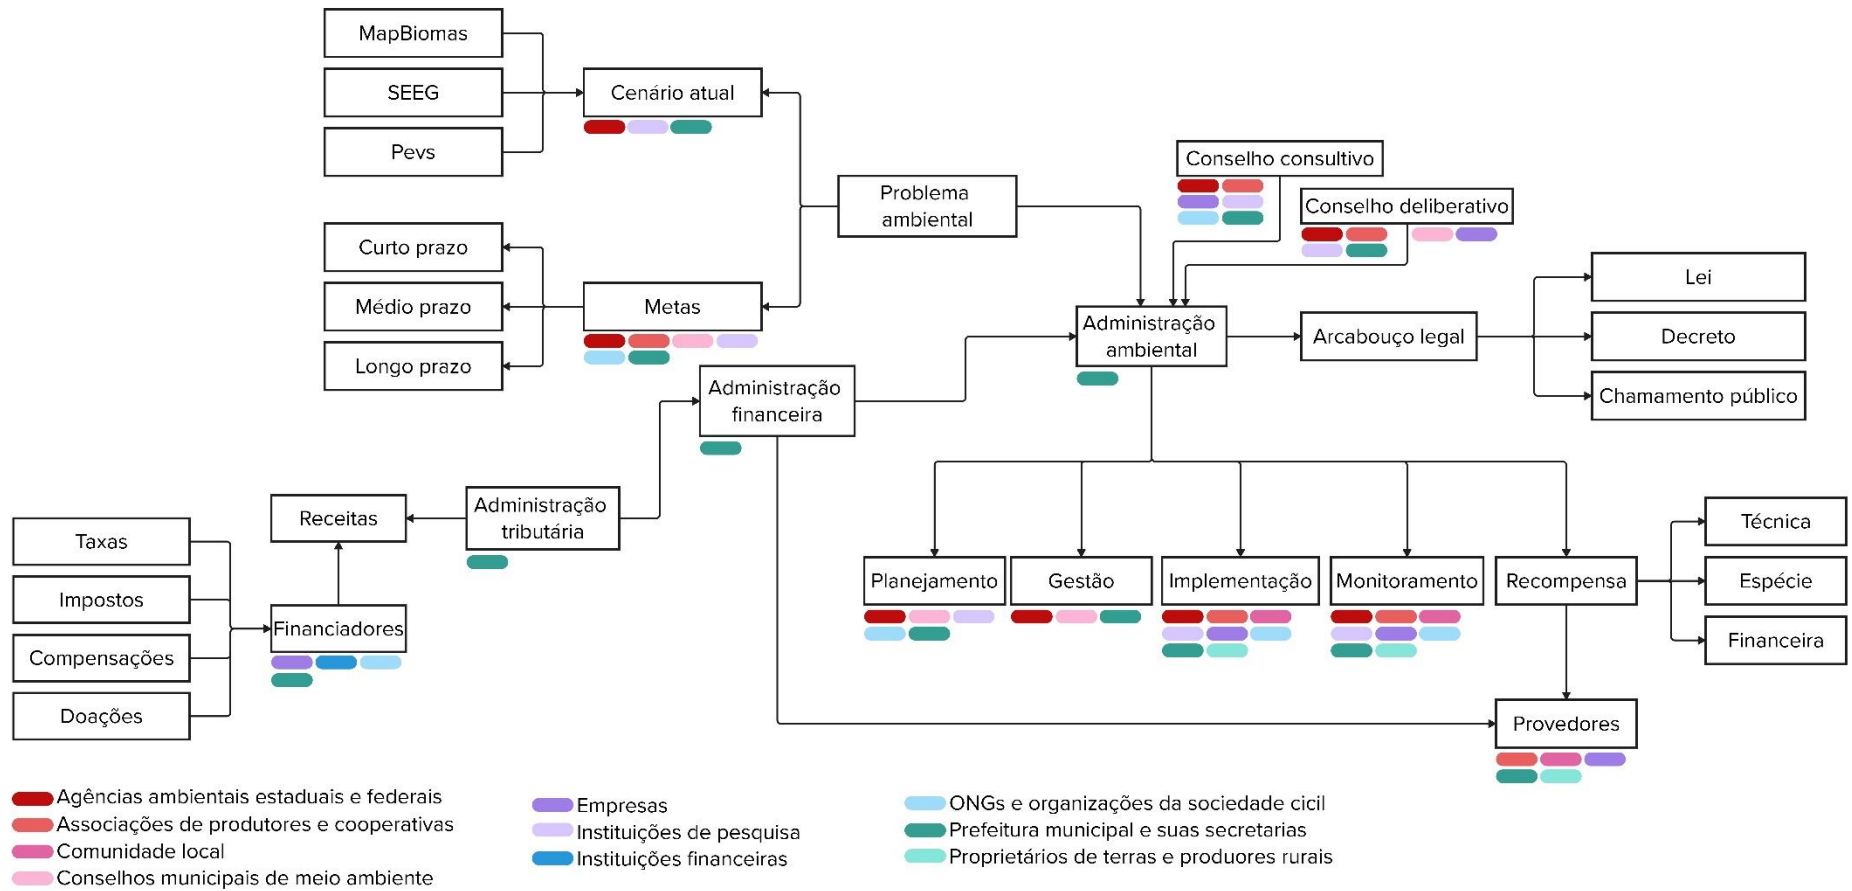 MapBiomas
SEEG
Pevs
Cenário atual
Curto prazo
Médio prazo
Longo prazo
Metas
Problema
ambiental
Conselho consultivo
Conselho deliberativo
Administração
ambiental
Arcabouço legal
Lei
Decreto
Chamamento público
Administração
financeira
Administração
tributária
Receitas
Taxas
Impostos
Compensações
Doações
Financiadores
Planejamento
Gestão
Implementação
Monitoramento
Recompensa
Técnica
Espécie
Financeira
Provedores
Agências ambientais estaduais e federais
Associações de produtores e cooperativas
Comunidade local
Conselhos municipais de meio ambiente
Empresas
Instituições de pesquisa
Instituições financeiras
ONGs e organizações da sociedade cicil
Prefeitura municipal e suas secretarias
Proprietários de terras e produores rurais